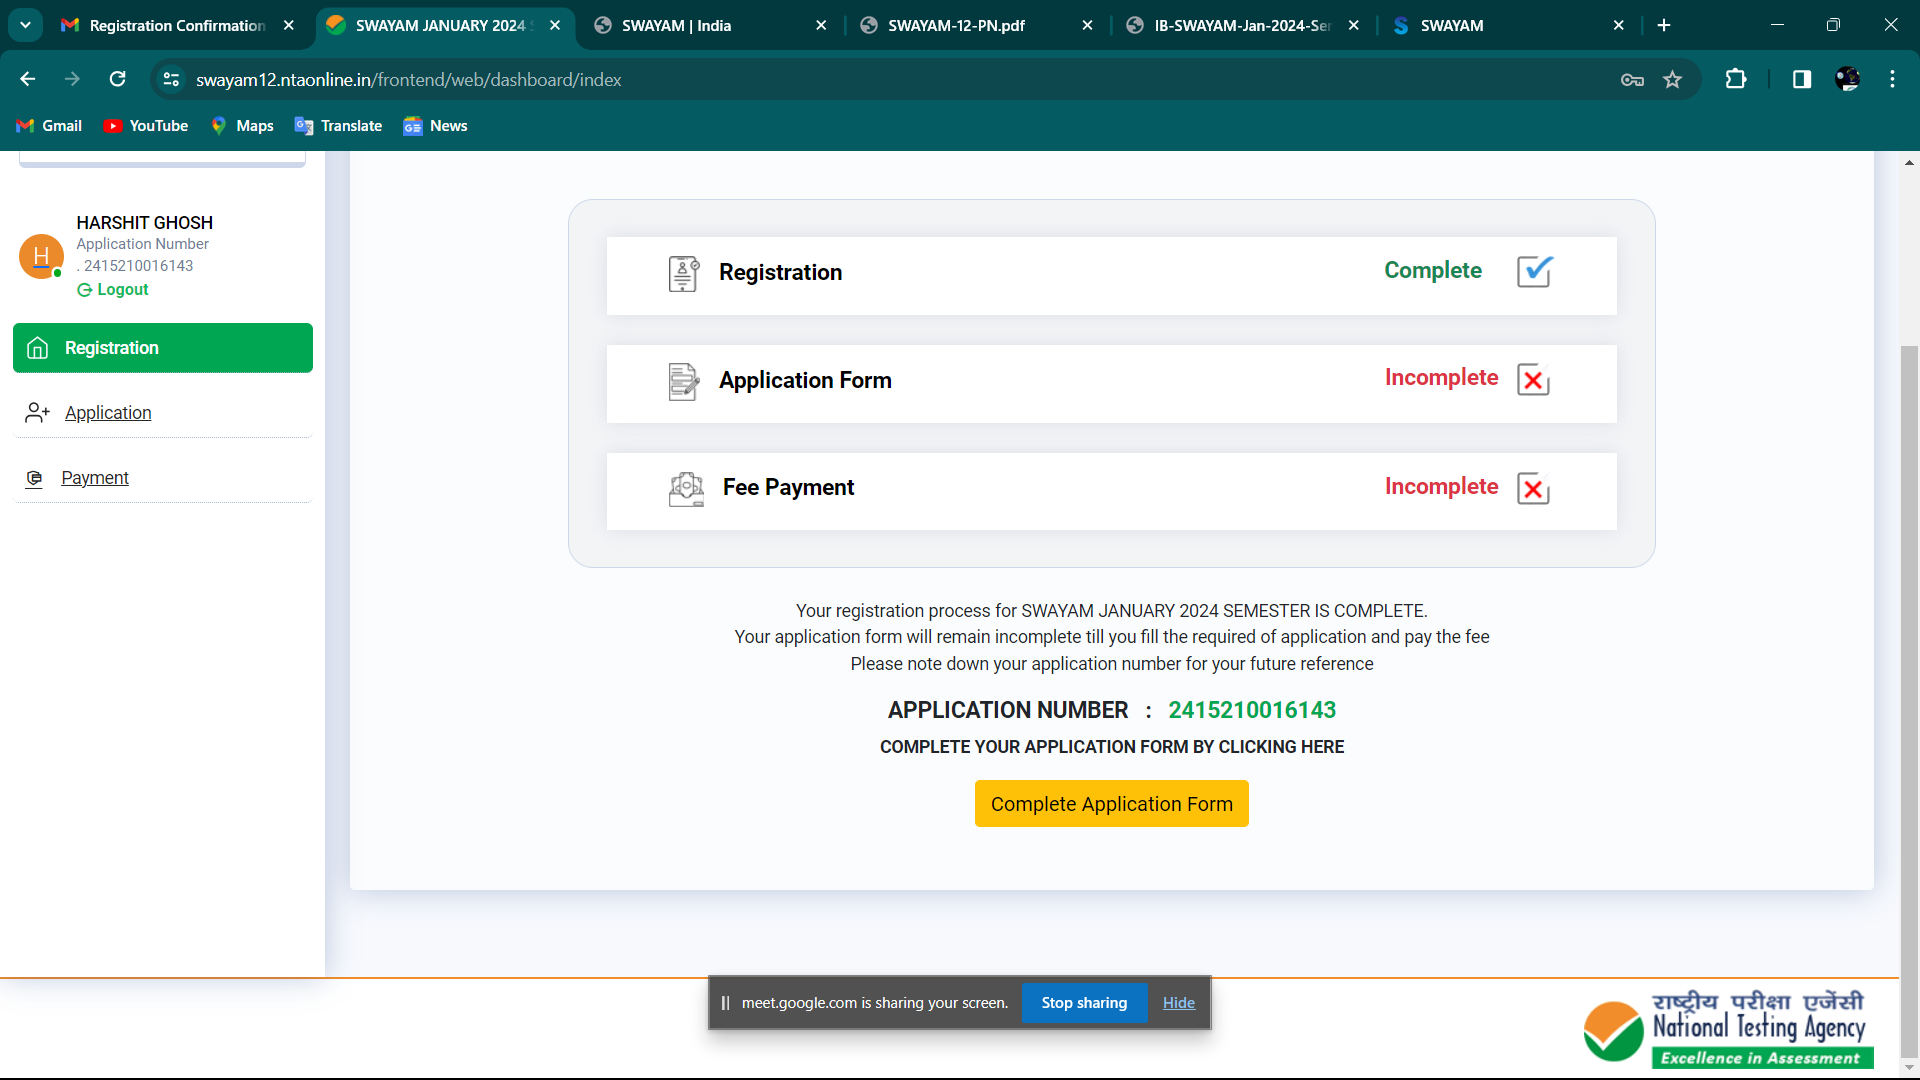 Registration Confirmation
SWAYAM JANUARY 2024
SWAYAM | India
SWAYAM-12-PN.pdf
IB-SWAYAM-Jan-2024-Ser
SWAYAM
swayam12.ntaonline.in/frontend/web/dashboard/index
Gmail
YouTube
Maps
Translate
News
HARSHIT GHOSH
H
Application Number
. 2415210016143
Logout
Registration
Application
Payment
Registration
Complete
Application Form
Incomplete
Fee Payment
Incomplete
Your registration process for SWAYAM JANUARY 2024 SEMESTER IS COMPLETE.
Your application form will remain incomplete till you fill the required of application and pay the fee
Please note down your application number for your future reference
APPLICATION NUMBER : 2415210016143
COMPLETE YOUR APPLICATION FORM BY CLICKING HERE
Complete Application Form
meet.google.com is sharing your screen.
Stop sharing
Hide
राष्ट्रीय परीक्षा एजेंसी
National Testing Agency
Excellence in Assessment